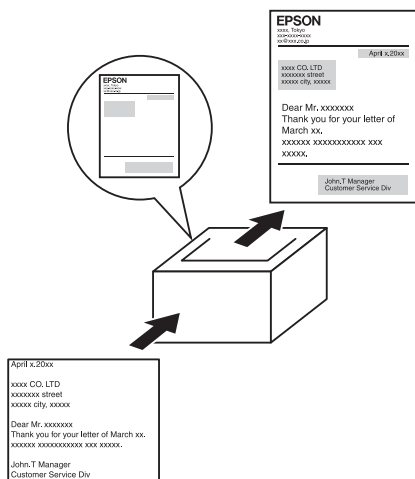 EPSON
EPSON
xxxx, Tokyo
xxx-xxxx-xxxx
xx@xxx.co.jp
April x.20xx
xxxx CO. LTD
xxxxxxx street
xxxxx city, xxxxx
Dear Mr. xxxxxxx
Thank you for your letter of
March xx.
xxxxxx xxxxxxxxxxx xxx
xxxxx.
John.T Manager
Customer Service Div
April x.20xx
xxxx CO. LTD
xxxxxxx street
xxxxx city, xxxxx
Dear Mr. xxxxxxx
Thank you for your letter of March xx.
xxxxxx xxxxxxxxxxx xxx xxxxx.
John.T Manager
Customer Service Div